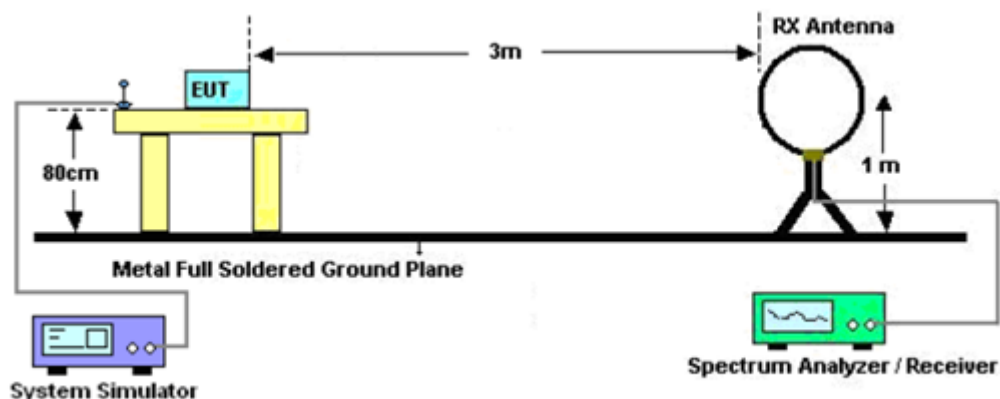 RX Antenna
3m
EUT
80cm
1 m
Metal Full Soldered Ground Plane
System Simulator
Spectrum Analyzer / Receiver